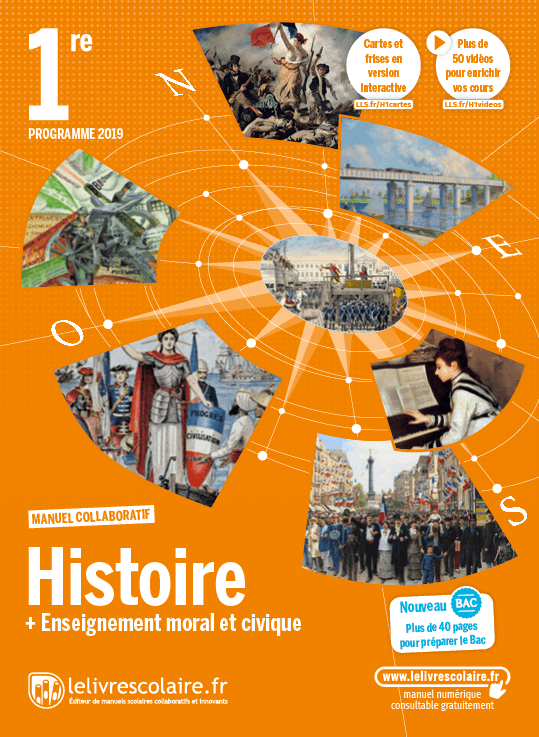 1re
PROGRAMME 2019
Cartes et
frises en
version
interactive
LLS.fr/H1cartes
Plus de
50 vidéos
pour enrichir
vos cours
LLS.fr/H1videos
N
E
O
S
PROGRÈS
CIVILISATION
MANUEL COLLABORATIF
Histoire
+ Enseignement moral et civique
Nouveau BAC
Plus de 40 pages
pour préparer le Bac
lelivrescolaire.fr
Éditeur de manuels scolaires collaboratifs et innovants
www.lelivrescolaire.fr
manuel numérique
consultable gratuitement